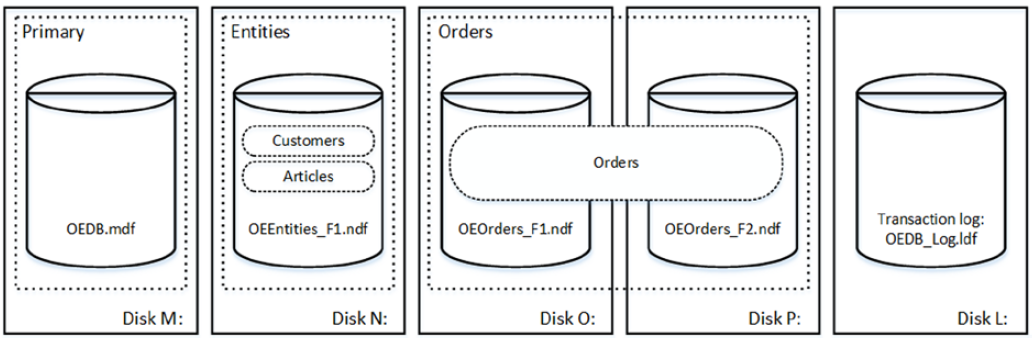 Primary
Entities
Orders
Customers
Articles
Orders
OEDB.mdf
OEEntities_F1.ndf
OEOrders_F1.ndf
OEOrders_F2.ndf
Transaction log:
OEDB_Log.ldf
Disk M:
Disk N:
Disk O:
Disk P:
Disk L: